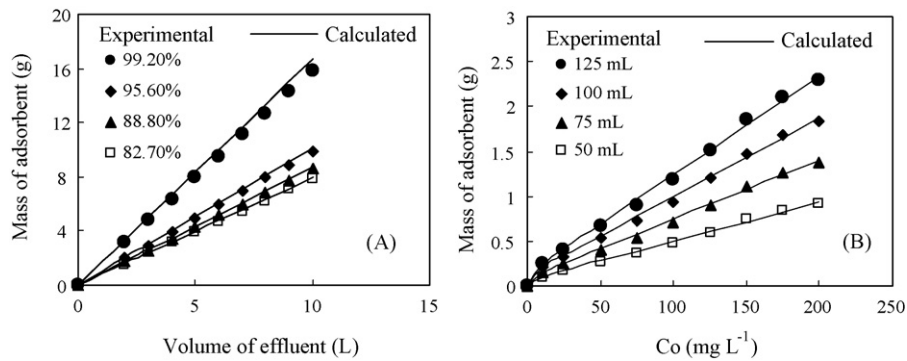 20
16
12
8
4
0
Mass of adsorbent (g)
Experimental
Calculated
99.20%
95.60%
88.80%
82.70%
(A)
0
5
10
15
Volume of effluent (L)
3
2.5
2
1.5
1
0.5
0
Mass of adsorbent (g)
Experimental
Calculated
125 mL
100 mL
75 mL
50 mL
(B)
0
50
100
150
200
250
Co (mg L⁻¹)